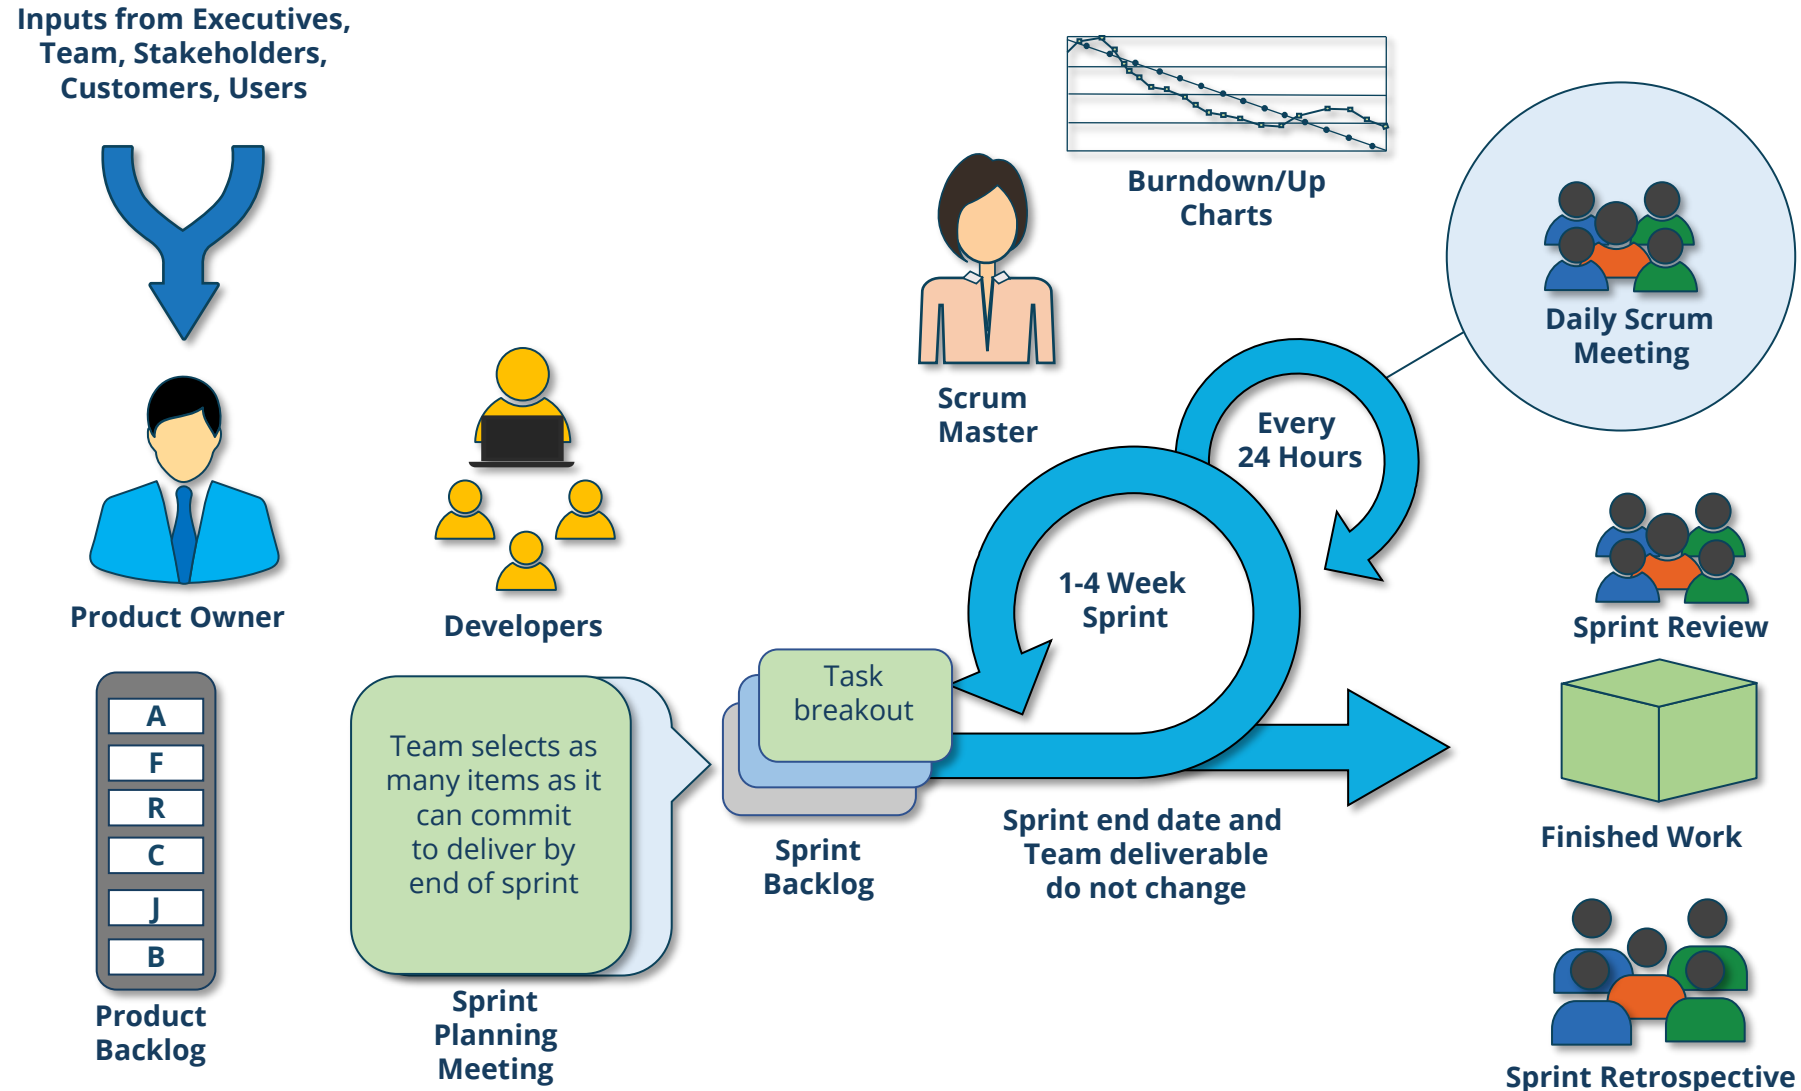 Inputs from Executives,
Team, Stakeholders,
Customers, Users
Product Owner
A
F
R
C
J
B
Product
Backlog
Developers
Team selects as
many items as it
can commit
to deliver by
end of sprint
Sprint
Planning
Meeting
Task
breakout
Sprint
Backlog
Scrum
Master
Burndown/Up
Charts
1-4 Week
Sprint
Every
24 Hours
Sprint end date and
Team deliverable
do not change
Daily Scrum
Meeting
Sprint Review
Finished Work
Sprint Retrospective